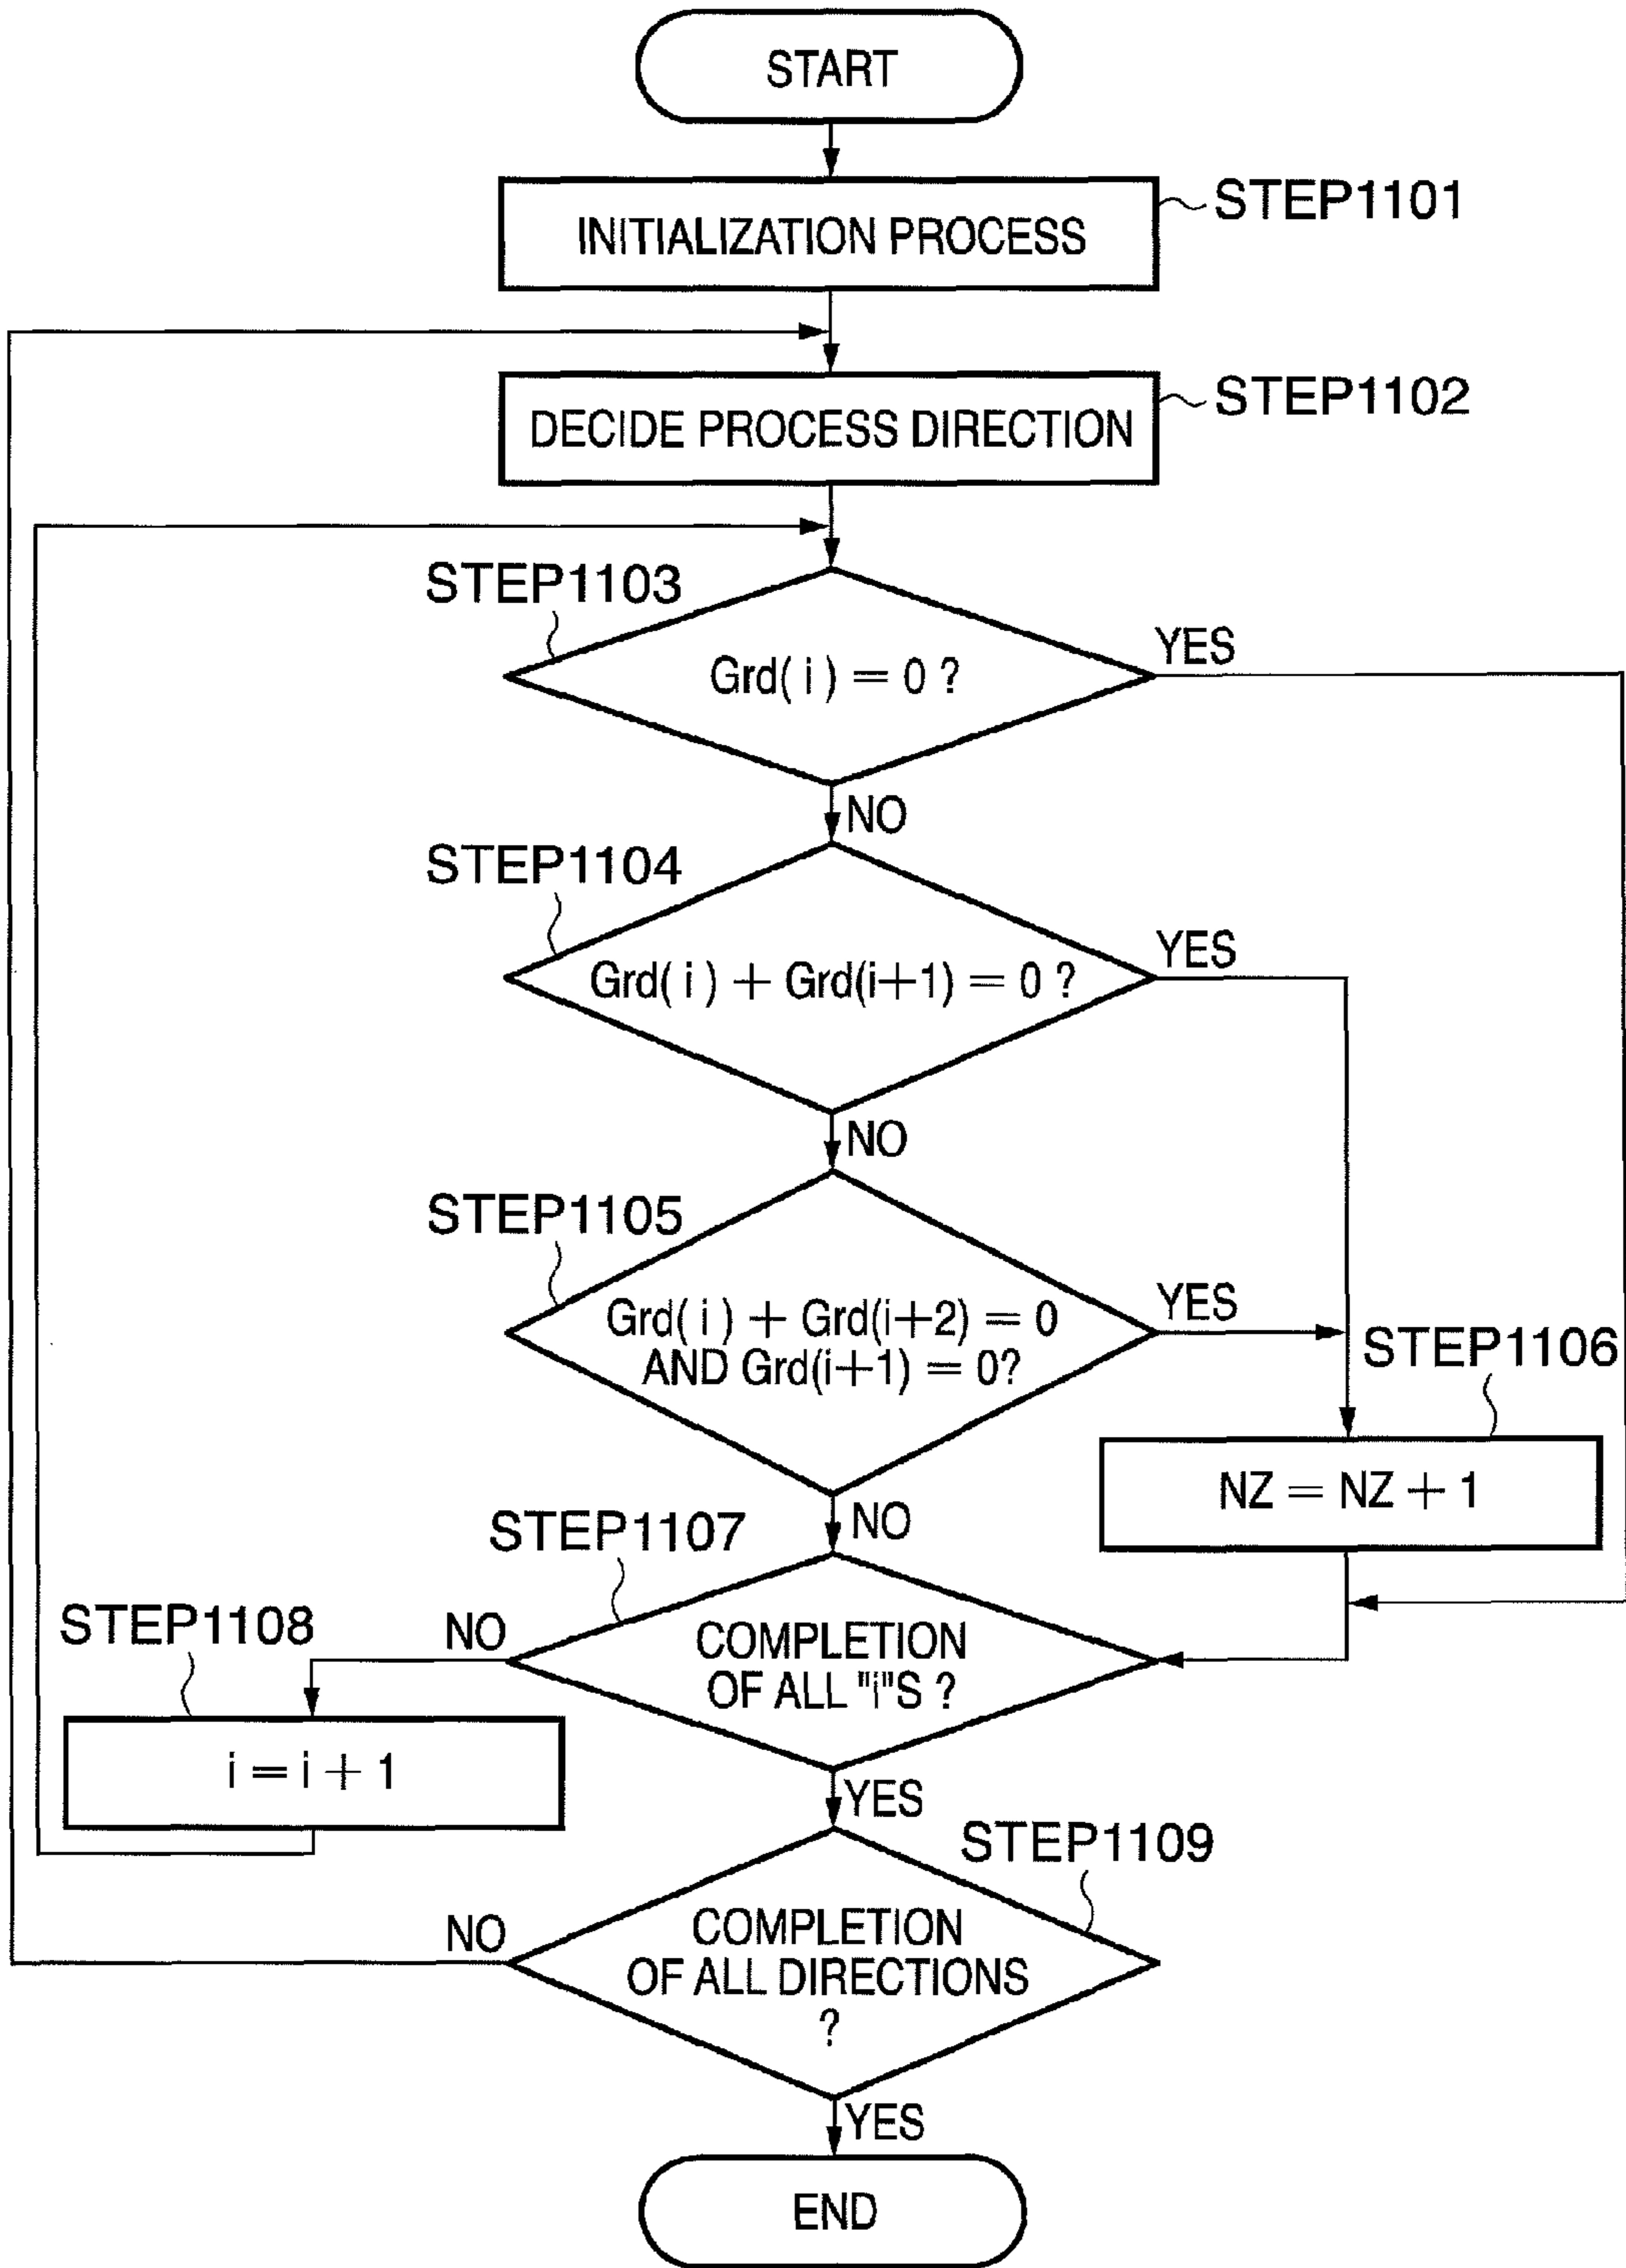 START
STEP1101
INITIALIZATION PROCESS
STEP1102
DECIDE PROCESS DIRECTION
STEP1103
Grd( i ) = 0 ?
YES
NO
STEP1104
Grd( i ) + Grd(i+1) = 0 ?
YES
NO
STEP1105
Grd( i ) + Grd(i+2) = 0
AND Grd(i+1) = 0?
YES
STEP1106
NZ = NZ + 1
NO
STEP1107
COMPLETION
OF ALL "i"S ?
NO
STEP1108
i = i + 1
YES
STEP1109
COMPLETION
OF ALL DIRECTIONS
?
NO
YES
END